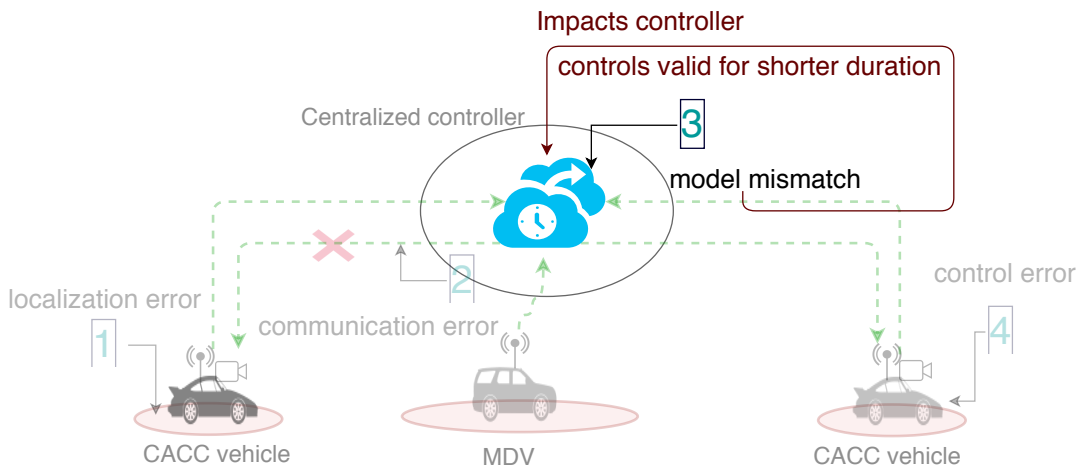 Impacts controller
controls valid for shorter duration
Centralized controller
3
model mismatch
2
control error
localization error
1
communication error
4
CACC vehicle
MDV
CACC vehicle